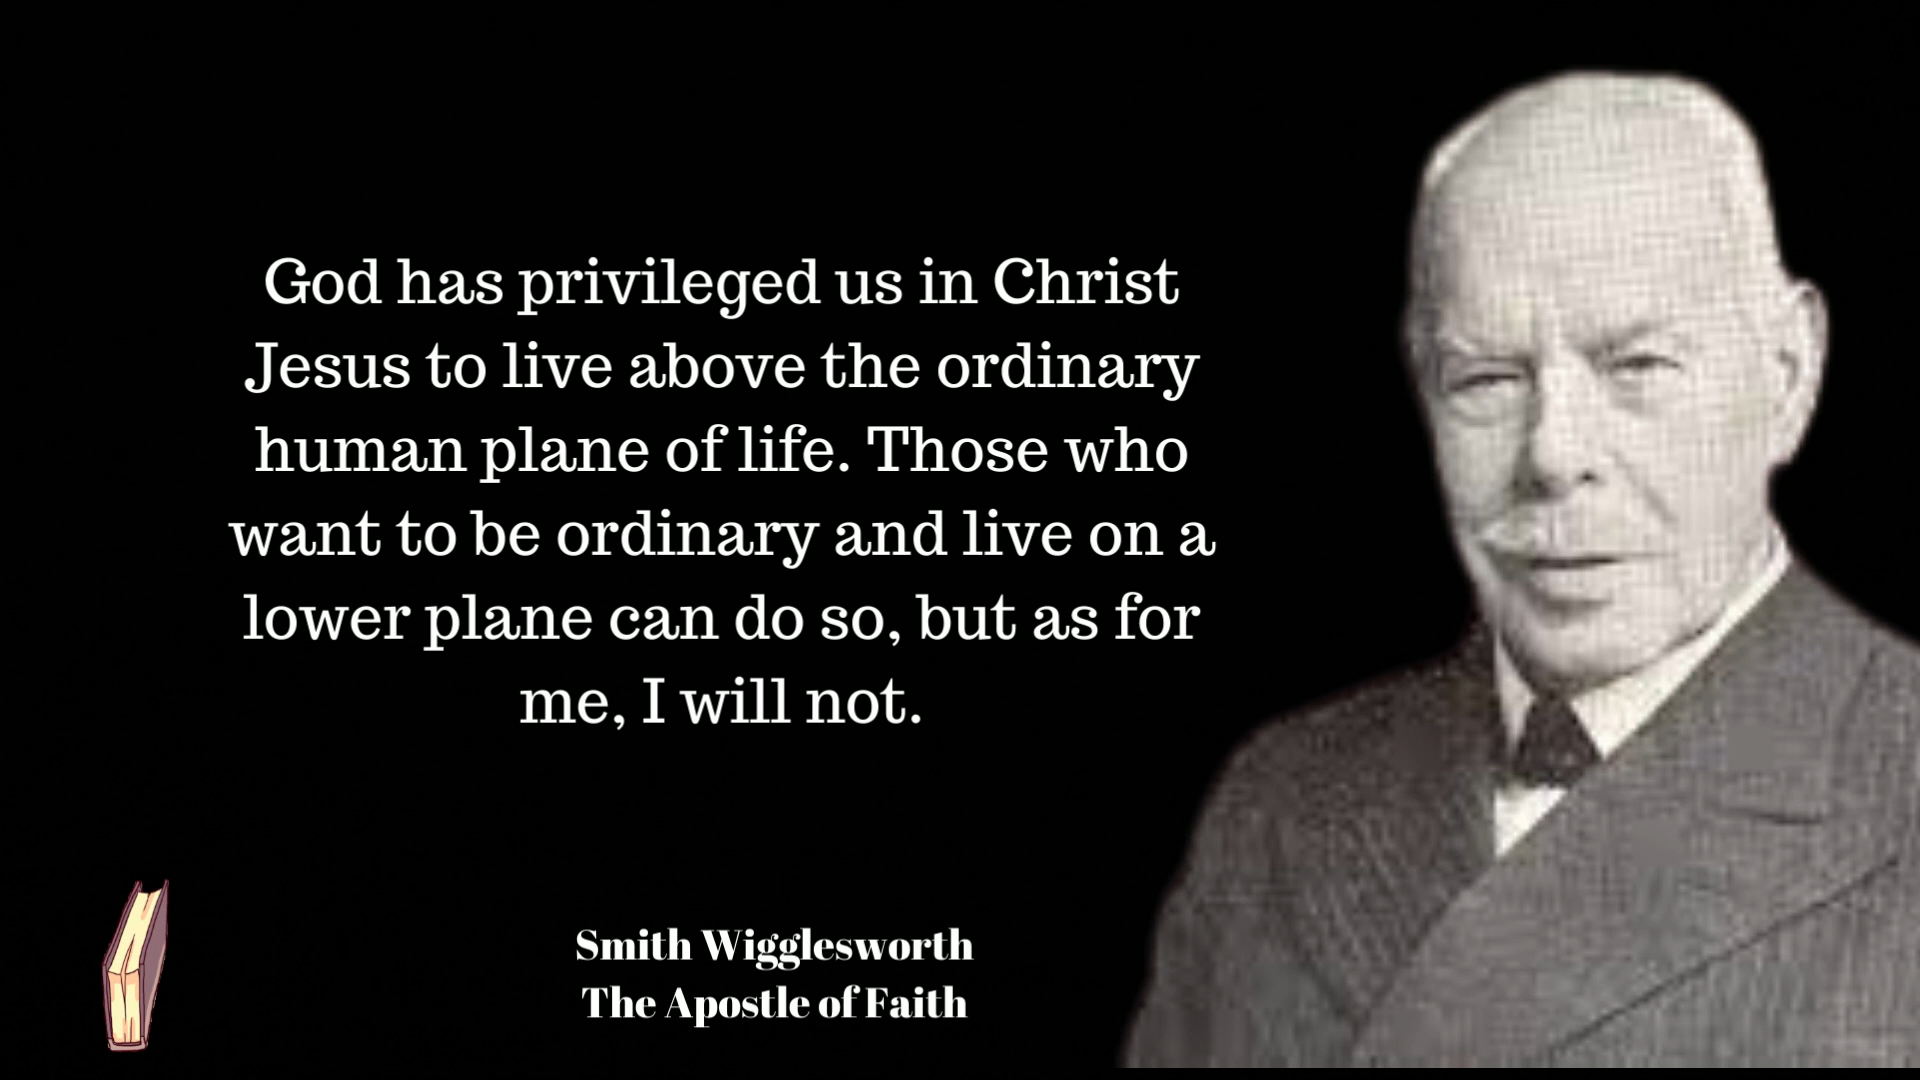 God has privileged us in Christ
Jesus to live above the ordinary
human plane of life. Those who
want to be ordinary and live on a
lower plane can do so, but as for
me, I will not.
Smith Wigglesworth
The Apostle of Faith